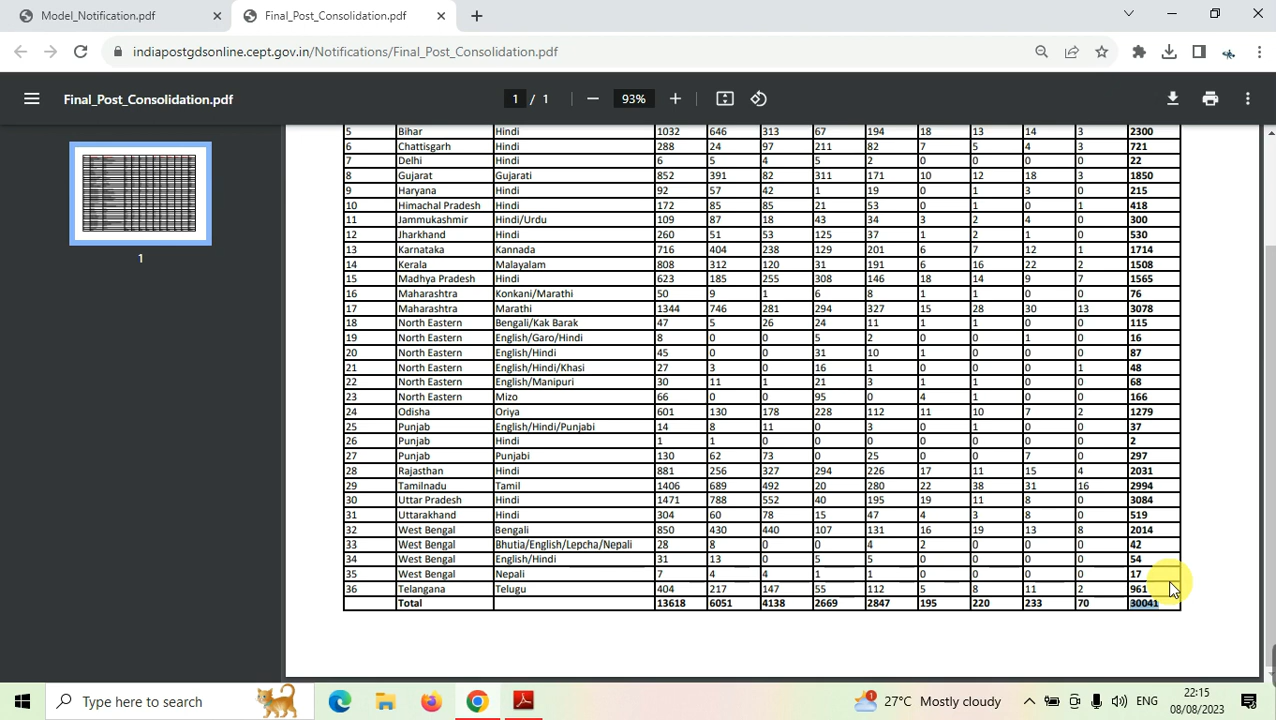 Model_Notification.pdf
Final_Post_Consolidation.pdf
indiapostgdsonline.cept.gov.in/Notifications/Final_Post_Consolidation.pdf
Final_Post_Consolidation.pdf
1 / 1
93%
1
5 Bihar Hindi 1032 646 313 67 194 18 13 14 3 2300
6 Chattisgarh Hindi 288 24 97 211 82 7 5 4 3 721
7 Delhi Hindi 6 5 4 5 2 0 0 0 0 22
8 Gujarat Gujarati 852 391 82 311 171 10 12 18 3 1850
9 Haryana Hindi 92 57 42 1 19 0 1 3 0 215
10 Himachal Pradesh Hindi 172 85 85 21 53 0 1 0 1 418
11 Jammukashmir Hindi/Urdu 109 87 18 43 34 3 2 4 0 300
12 Jharkhand Hindi 260 51 53 125 37 1 2 1 0 530
13 Karnataka Kannada 716 404 238 129 201 6 7 12 1 1714
14 Kerala Malayalam 808 312 120 31 191 6 16 22 2 1508
15 Madhya Pradesh Hindi 623 185 255 308 146 18 14 9 7 1565
16 Maharashtra Konkani/Marathi 50 9 1 6 8 1 1 0 0 76
17 Maharashtra Marathi 1344 746 281 294 327 15 28 30 13 3078
18 North Eastern Bengali/Kak Barak 47 5 26 24 11 1 1 0 0 115
19 North Eastern English/Garo/Hindi 8 0 0 5 2 0 0 1 0 16
20 North Eastern English/Hindi 45 0 0 31 10 1 0 0 0 87
21 North Eastern English/Hindi/Khasi 27 3 0 16 1 0 0 0 1 48
22 North Eastern English/Manipuri 30 11 1 21 3 1 1 0 0 68
23 North Eastern Mizo 66 0 0 95 0 4 1 0 0 166
24 Odisha Oriya 601 130 178 228 112 11 10 7 2 1279
25 Punjab English/Hindi/Punjabi 14 8 11 0 3 0 1 0 0 37
26 Punjab Hindi 1 1 0 0 0 0 0 0 0 2
27 Punjab Punjabi 130 62 73 0 25 0 0 7 0 297
28 Rajasthan Hindi 881 256 327 294 226 17 11 15 4 2031
29 Tamilnadu Tamil 1406 689 492 20 280 22 38 31 16 2994
30 Uttar Pradesh Hindi 1471 788 552 40 195 19 11 8 0 3084
31 Uttarakhand Hindi 304 60 78 15 47 4 3 8 0 519
32 West Bengal Bengali 850 430 440 107 131 16 19 13 8 2014
33 West Bengal Bhutia/English/Lepcha/Nepali 28 8 0 0 4 2 0 0 0 42
34 West Bengal English/Hindi 31 13 0 5 5 0 0 0 0 54
35 West Bengal Nepali 7 4 4 1 1 0 0 0 0 17
36 Telangana Telugu 404 217 147 55 112 5 8 11 2 961
Total 13618 6051 4138 2669 2847 195 220 233 70 30041
Type here to search
1
27°C Mostly cloudy
ENG
22:15
08/08/2023